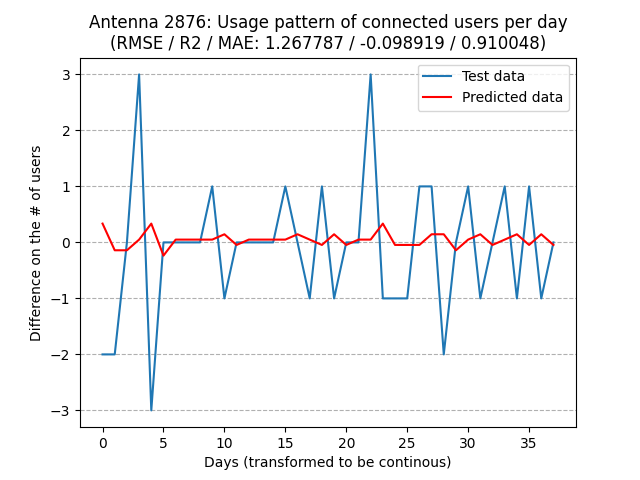 Antenna 2876: Usage pattern of connected users per day
(RMSE / R2 / MAE: 1.267787 / -0.098919 / 0.910048)
Test data
Predicted data
Difference on the # of users
3
2
1
0
−1
−2
−3
0 5 10 15 20 25 30 35
Days (transformed to be continous)